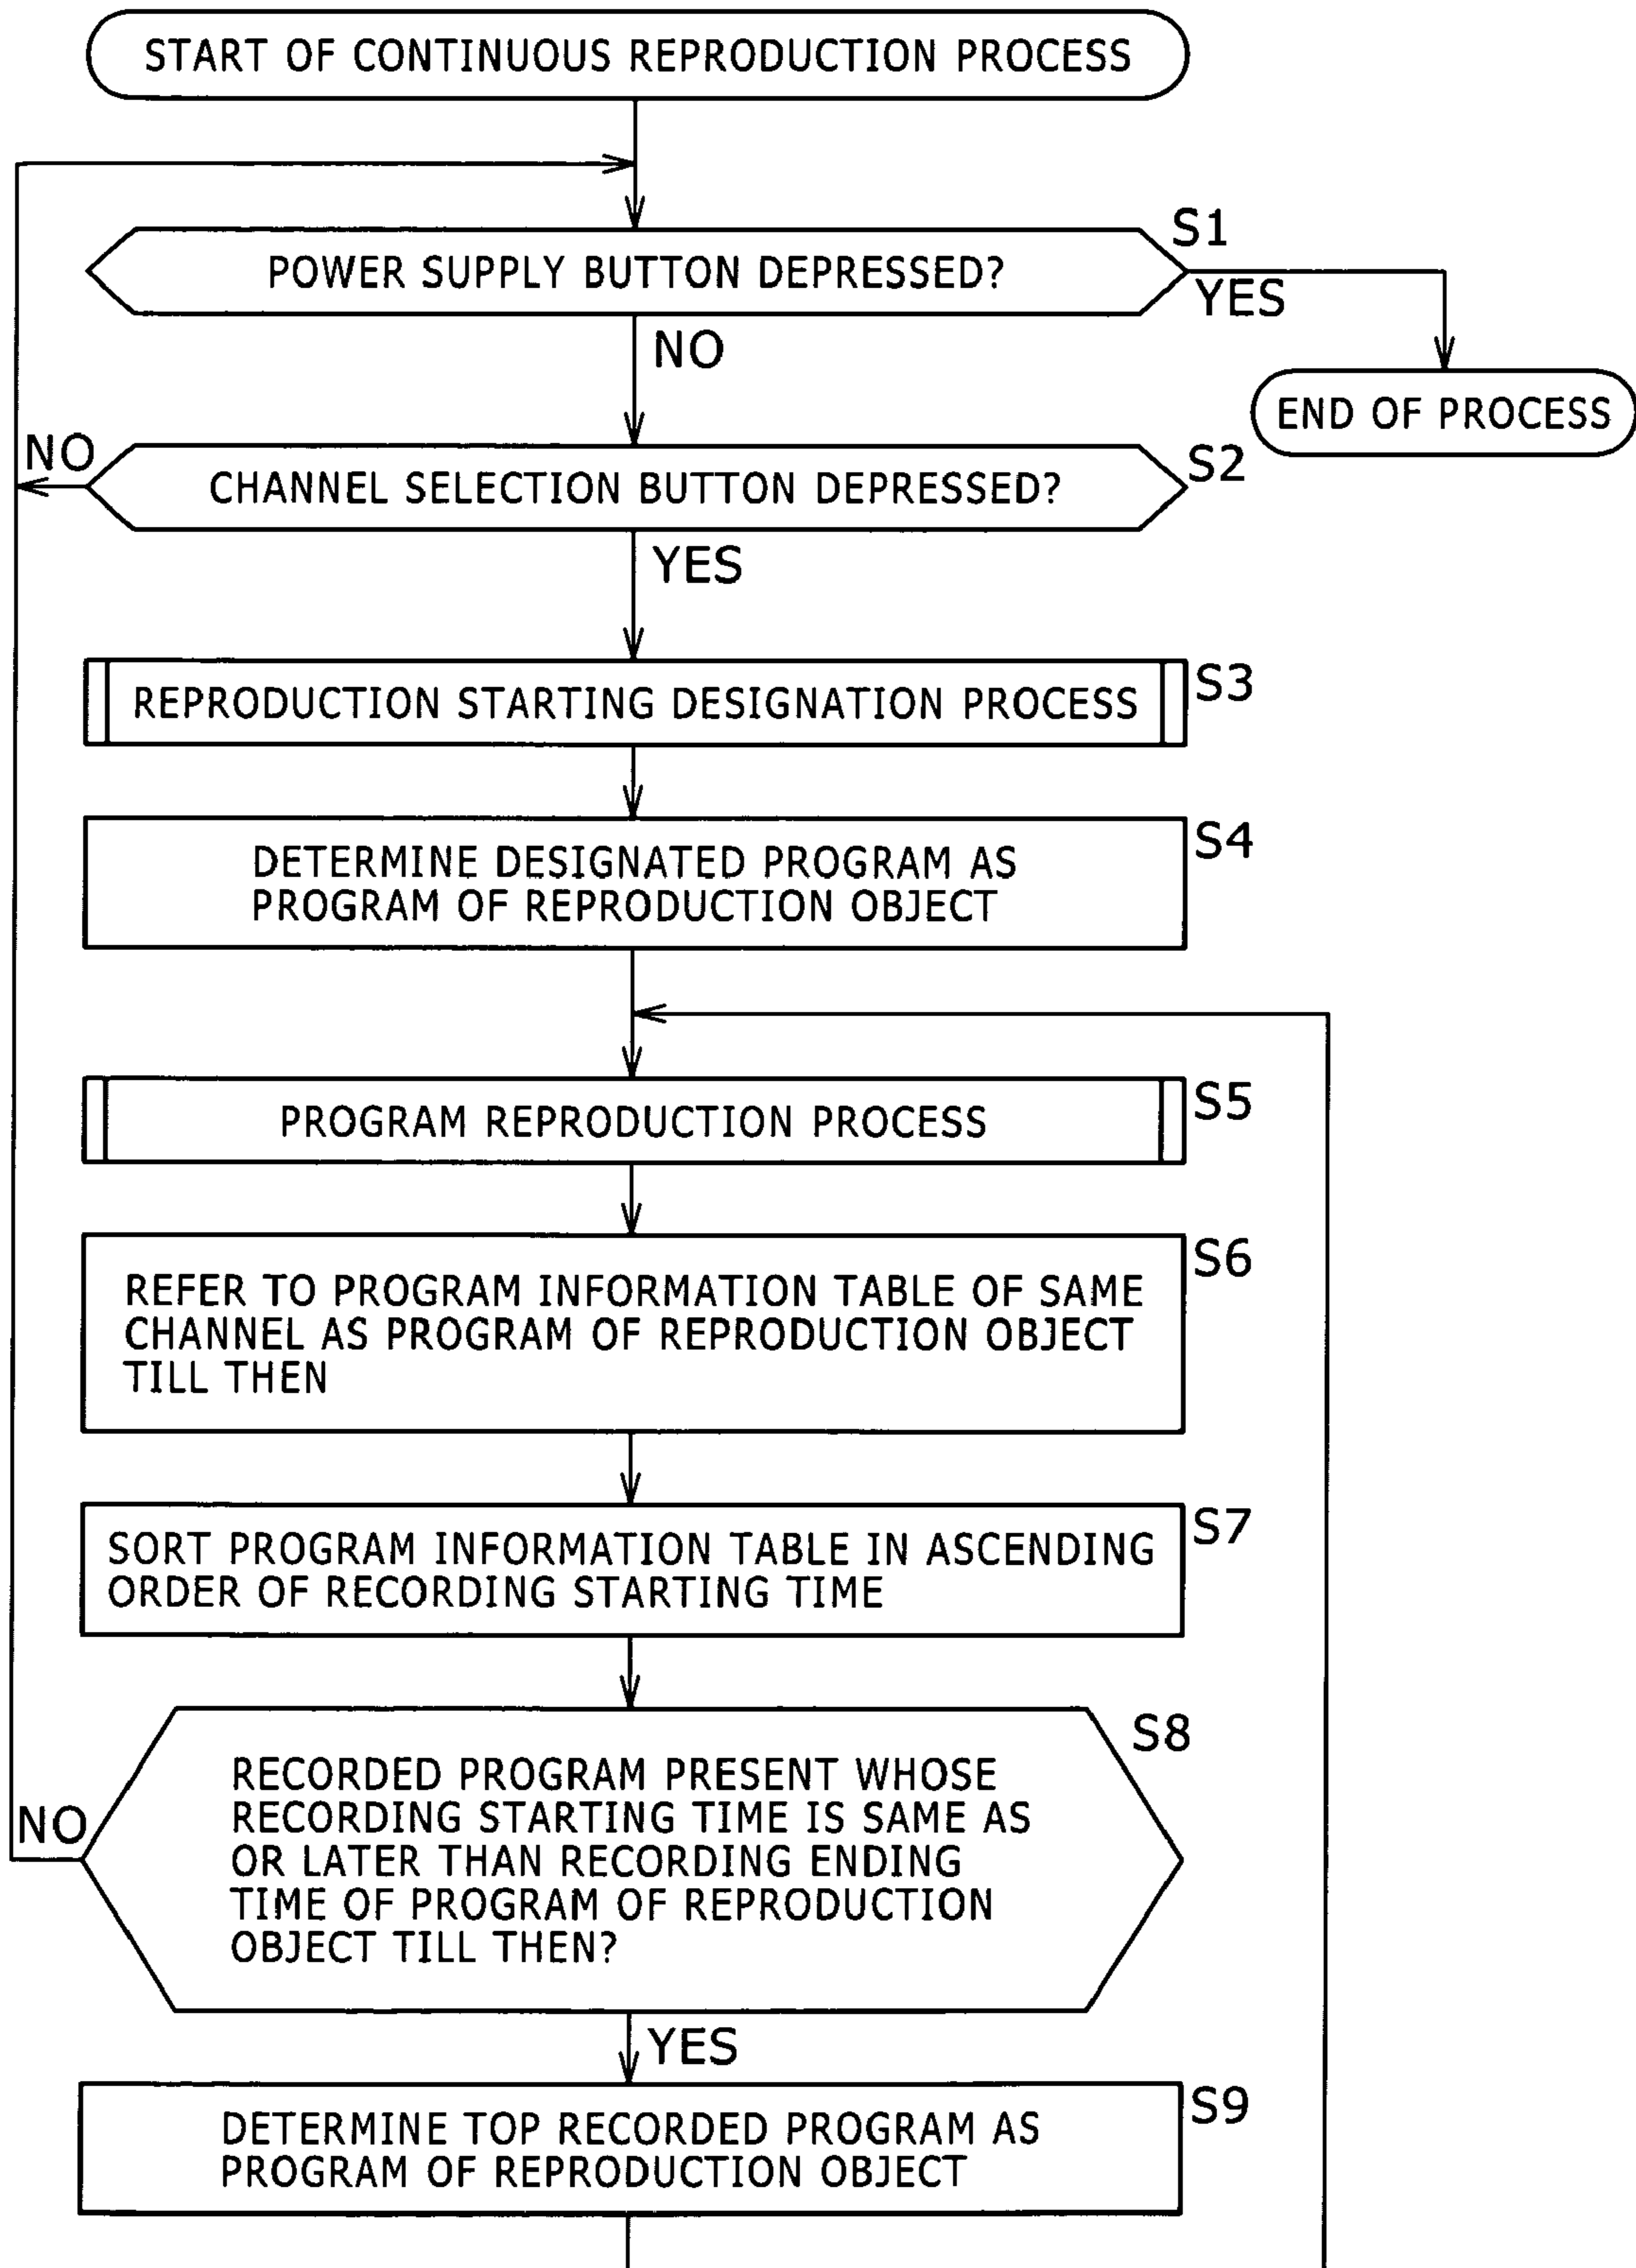 START OF CONTINUOUS REPRODUCTION PROCESS
S1
POWER SUPPLY BUTTON DEPRESSED?
YES
NO
END OF PROCESS
NO
S2
CHANNEL SELECTION BUTTON DEPRESSED?
YES
S3
REPRODUCTION STARTING DESIGNATION PROCESS
S4
DETERMINE DESIGNATED PROGRAM AS
PROGRAM OF REPRODUCTION OBJECT
S5
PROGRAM REPRODUCTION PROCESS
S6
REFER TO PROGRAM INFORMATION TABLE OF SAME
CHANNEL AS PROGRAM OF REPRODUCTION OBJECT
TILL THEN
S7
SORT PROGRAM INFORMATION TABLE IN ASCENDING
ORDER OF RECORDING STARTING TIME
S8
RECORDED PROGRAM PRESENT WHOSE
RECORDING STARTING TIME IS SAME AS
OR LATER THAN RECORDING ENDING
TIME OF PROGRAM OF REPRODUCTION
OBJECT TILL THEN?
NO
YES
S9
DETERMINE TOP RECORDED PROGRAM AS
PROGRAM OF REPRODUCTION OBJECT